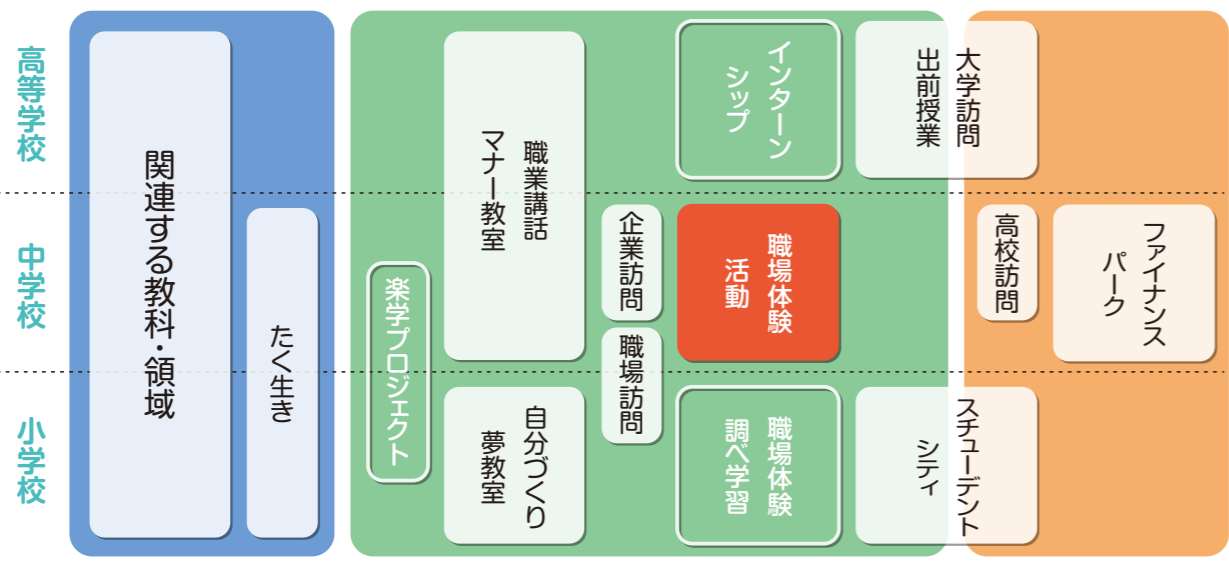 高等学校
中学校
小学校
関連する教科・領域
たく生き
楽学プロジェクト
職業講話
マナー教室
自分づくり
夢教室
企業訪問
職場訪問
インターン
シップ
職場体験
活動
職場体験
調べ学習
大学訪問
出前授業
スチューデント
シティ
高校訪問
ファイナンス
パーク